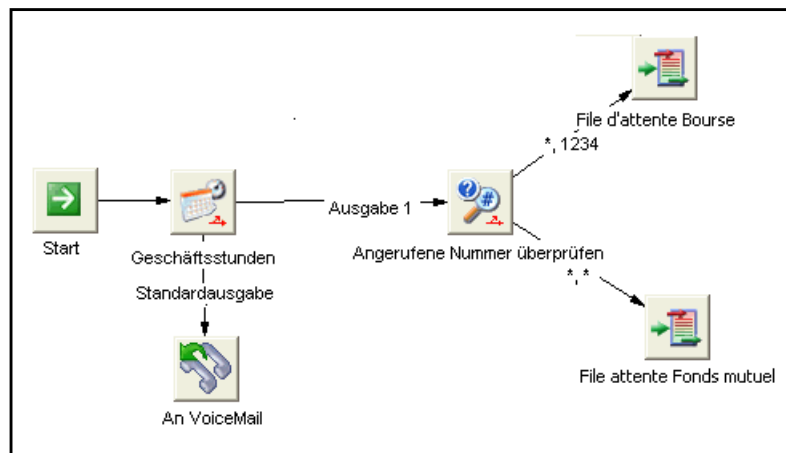 File d'attente Bourse
*, 1234
Ausgabe 1
Start
Geschäftsstunden
Angerufene Nummer überprüfen
*, *
Standardausgabe
File attente Fonds mutuel
An VoiceMail